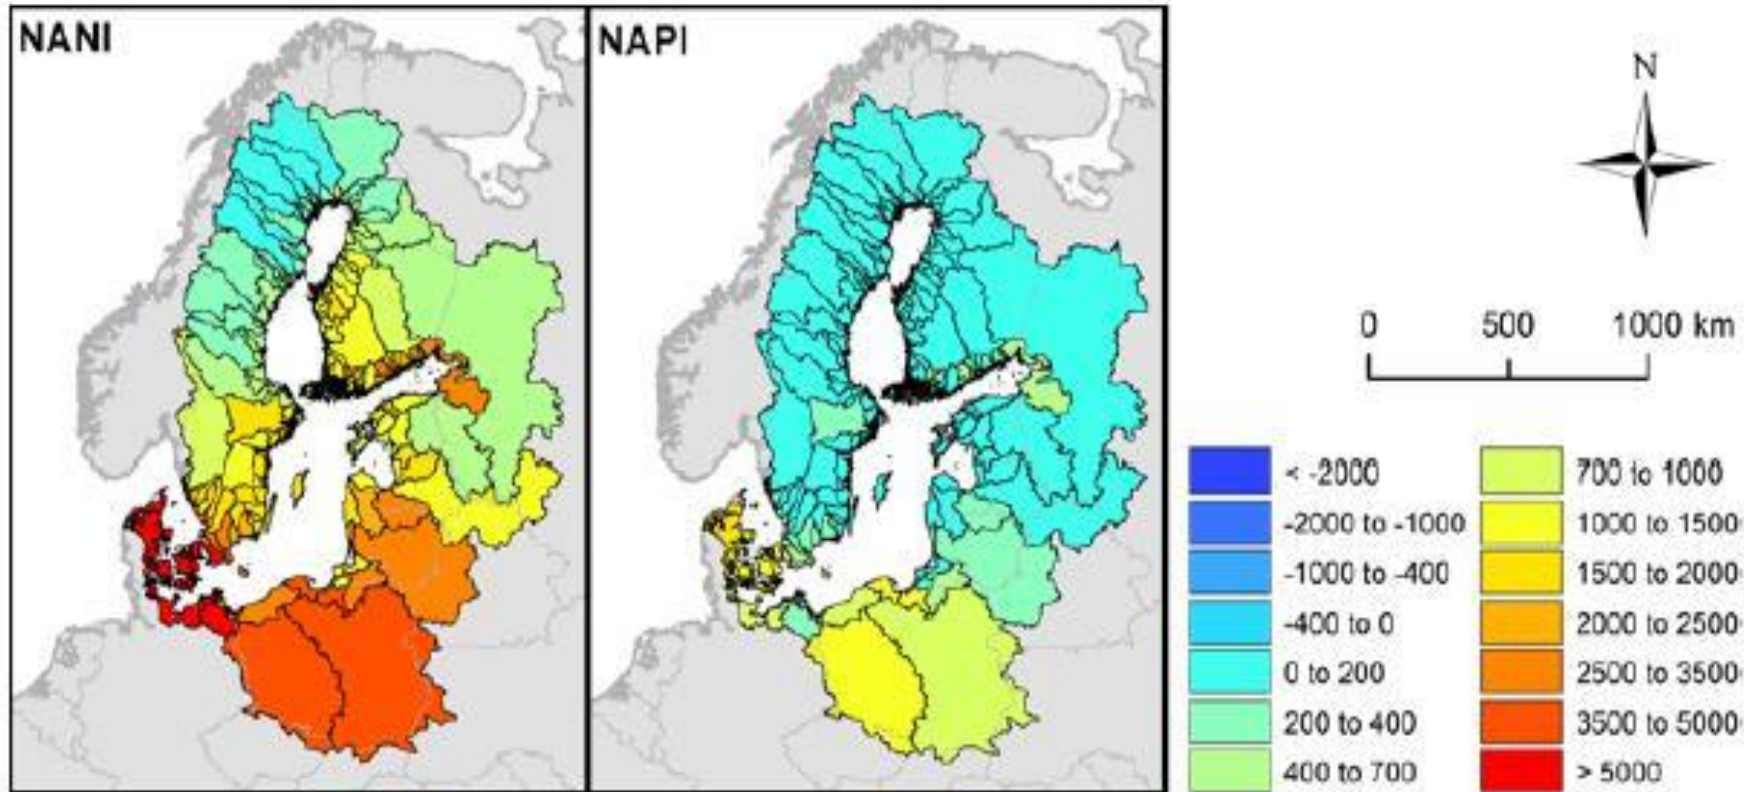 NANI
NAPI
N
0 500 1000 km
< -2000
-2000 to -1000
-1000 to -400
-400 to 0
0 to 200
200 to 400
400 to 700
700 to 1000
1000 to 1500
1500 to 2000
2000 to 2500
2500 to 3500
3500 to 5000
> 5000